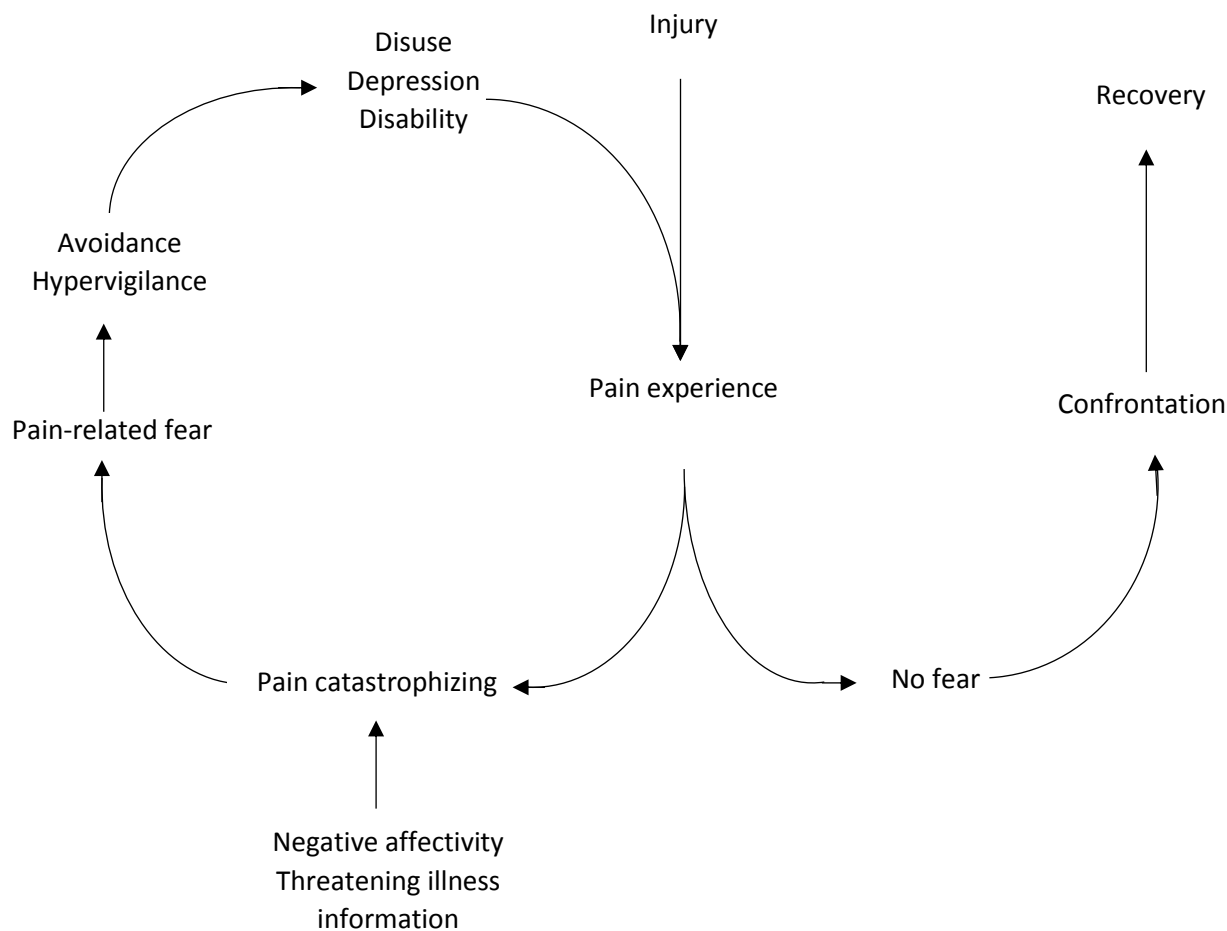 Injury
Disuse
Depression
Disability
Recovery
Avoidance
Hypervigilance
Pain experience
Confrontation
Pain-related fear
Pain catastrophizing
No fear
Negative affectivity
Threatening illness
information